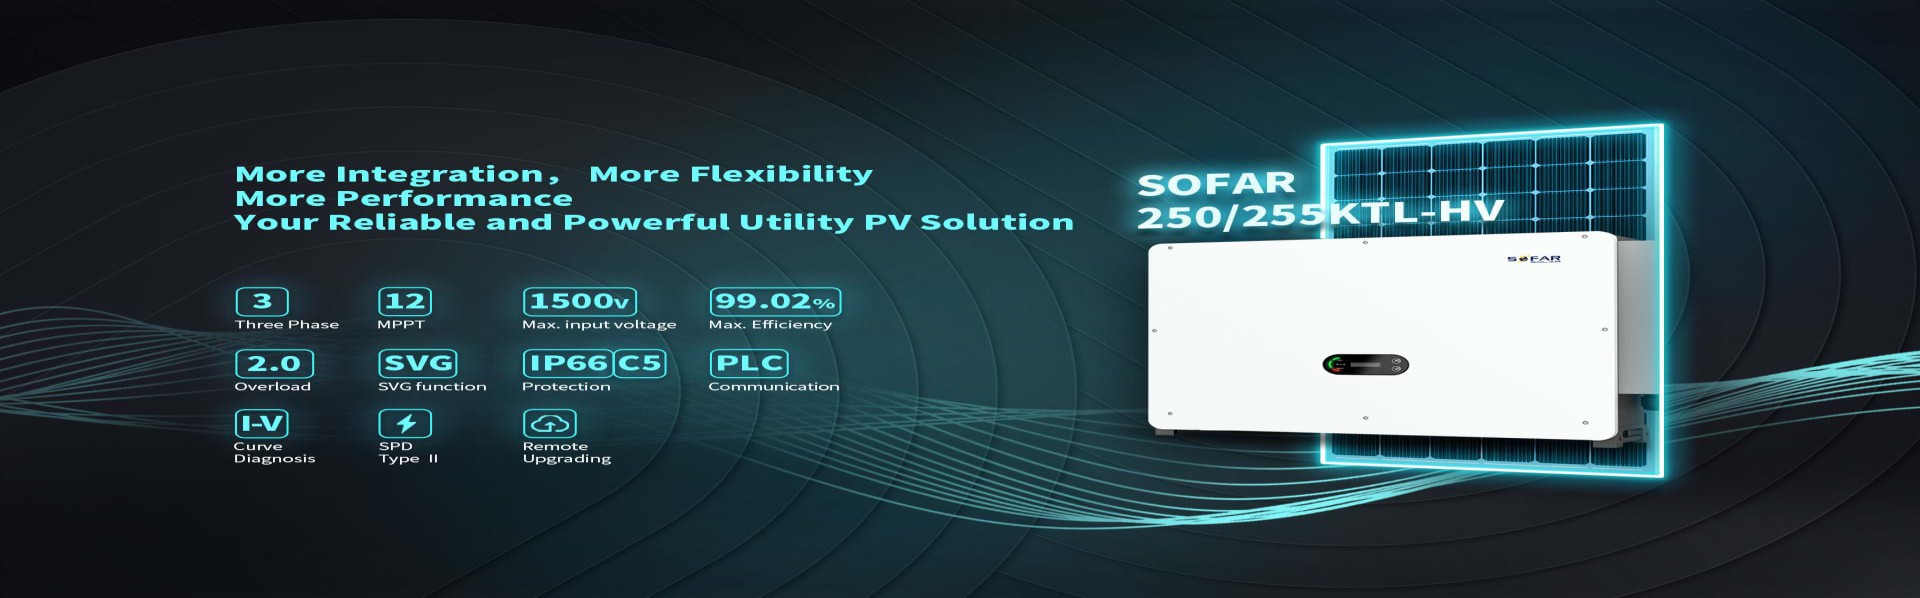 More Integration， More Flexibility
More Performance
Your Reliable and Powerful Utility PV Solution
SOFAR
250/255KTL-HV
SOFAR
3
Three Phase
12
MPPT
1500v
Max. input voltage
99.02%
Max. Efficiency
2.0
Overload
SVG
SVG function
IP66 C5
Protection
PLC
Communication
I-V
Curve
Diagnosis
SPD
Type II
Remote
Upgrading